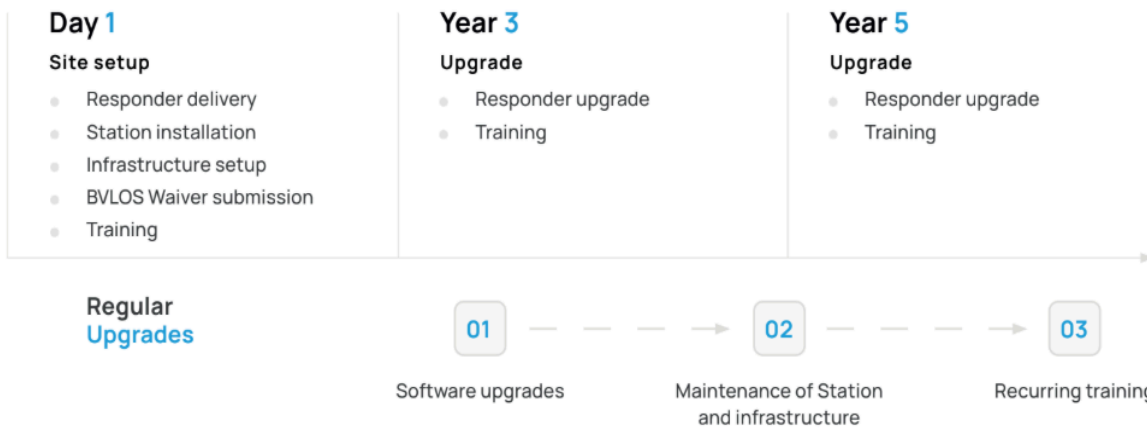 Day 1
Site setup
Responder delivery
Station installation
Infrastructure setup
BVLOS Waiver submission
Training
Year 3
Upgrade
Responder upgrade
Training
Year 5
Upgrade
Responder upgrade
Training
Regular
Upgrades
01
Software upgrades
02
Maintenance of Station
and infrastructure
03
Recurring training